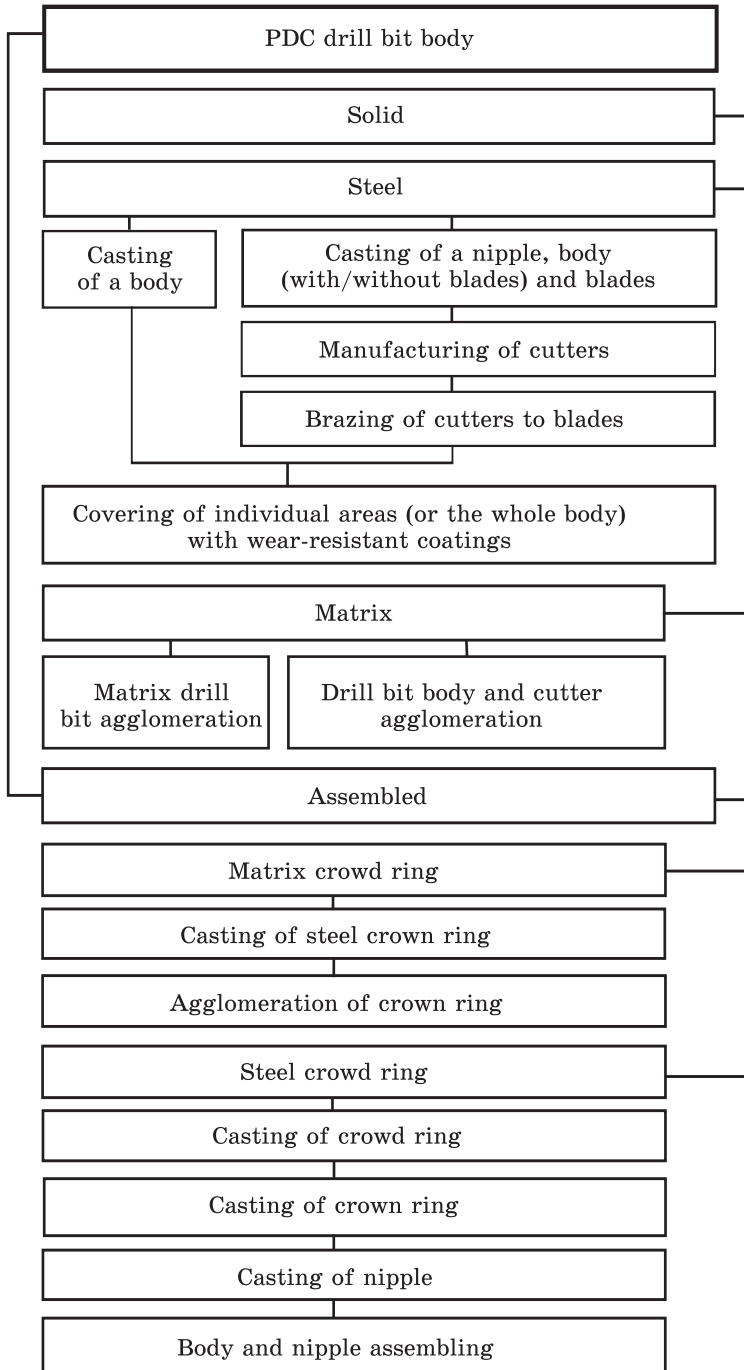 PDC drill bit body
Solid
Steel
Casting
of a body
Casting of a nipple, body
(with/without blades) and blades
Manufacturing of cutters
Brazing of cutters to blades
Covering of individual areas (or the whole body)
with wear-resistant coatings
Matrix
Matrix drill
bit agglomeration
Drill bit body and cutter
agglomeration
Assembled
Matrix crowd ring
Casting of steel crown ring
Agglomeration of crown ring
Steel crowd ring
Casting of crowd ring
Casting of crown ring
Casting of nipple
Body and nipple assembling